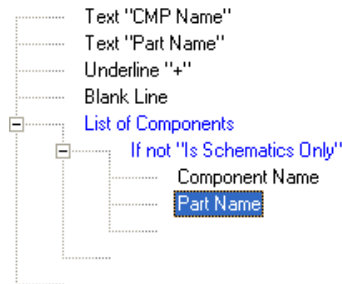 Text "CMP Name"
Text "Part Name"
Underline "+"
Blank Line
List of Components
If not "Is Schematics Only"
Component Name
Part Name